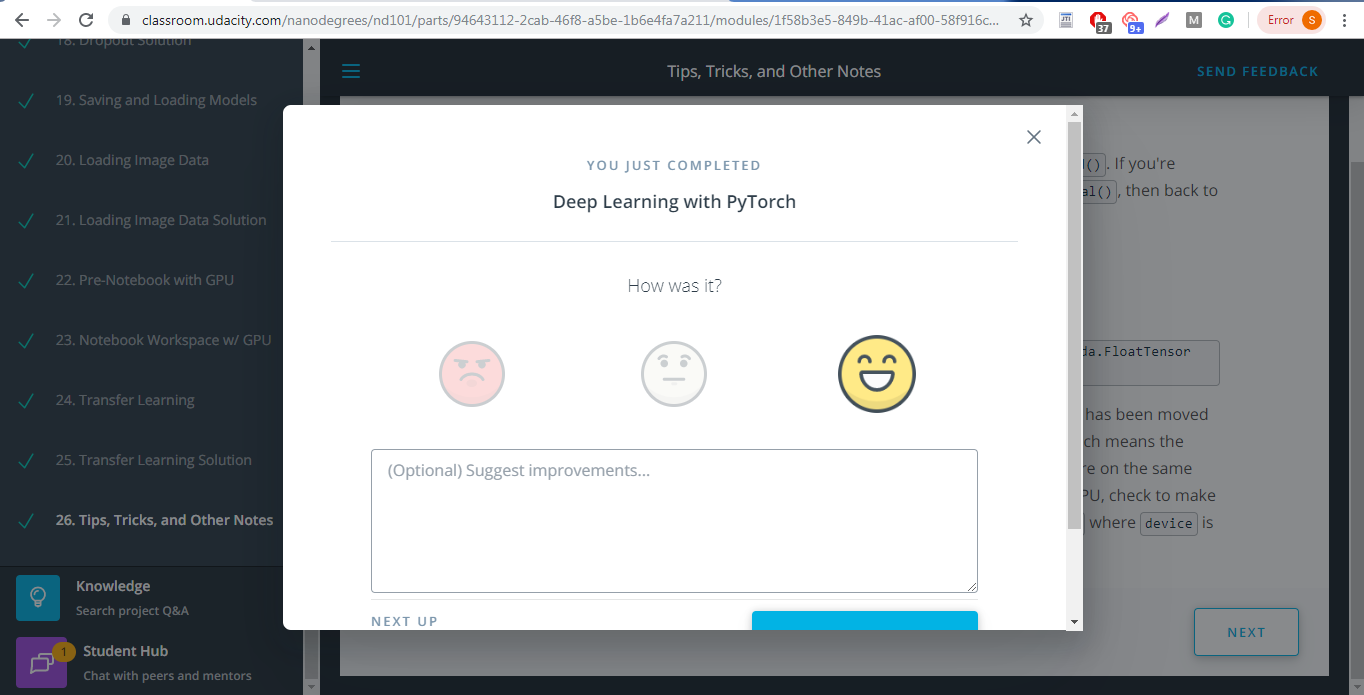 classroom.udacity.com/nanodegrees/nd101/parts/94643112-2cab-46f8-a5be-1b6e4fa7a211/modules/1f58b3e5-849b-41ac-af00-58f916c...
37
9+
M
G
Error
S
18. Dropout Solution
19. Saving and Loading Models
20. Loading Image Data
21. Loading Image Data Solution
22. Pre-Notebook with GPU
23. Notebook Workspace w/ GPU
24. Transfer Learning
25. Transfer Learning Solution
26. Tips, Tricks, and Other Notes
Knowledge
Search project Q&A
1
Student Hub
Chat with peers and mentors
Tips, Tricks, and Other Notes
SEND FEEDBACK
YOU JUST COMPLETED
Deep Learning with PyTorch
How was it?
(Optional) Suggest improvements...
NEXT UP
(). If you're
al(), then back to
da.FloatTensor
has been moved
ch means the
re on the same
PU, check to make
where device is
NEXT